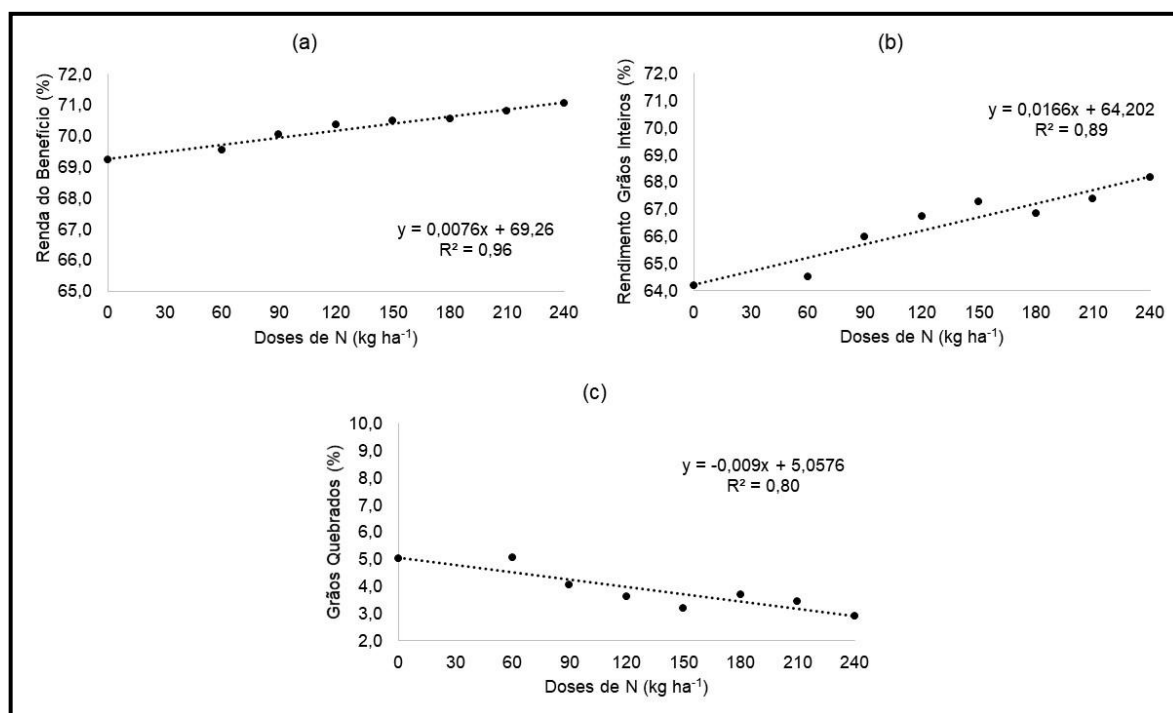 (a)
72,0
71,0
70,0
69,0
68,0
67,0
66,0
65,0
Renda do Benefício (%)
y = 0,0076x + 69,26
R² = 0,96
0 30 60 90 120 150 180 210 240
Doses de N (kg ha⁻¹)
(b)
72,0
71,0
70,0
69,0
68,0
67,0
66,0
65,0
64,0
Rendimento Grãos Inteiros (%)
y = 0,0166x + 64,202
R² = 0,89
0 30 60 90 120 150 180 210 240
Doses de N (kg ha⁻¹)
(c)
10,0
9,0
8,0
7,0
6,0
5,0
4,0
3,0
2,0
Grãos Quebrados (%)
y = -0,009x + 5,0576
R² = 0,80
0 30 60 90 120 150 180 210 240
Doses de N (kg ha⁻¹)